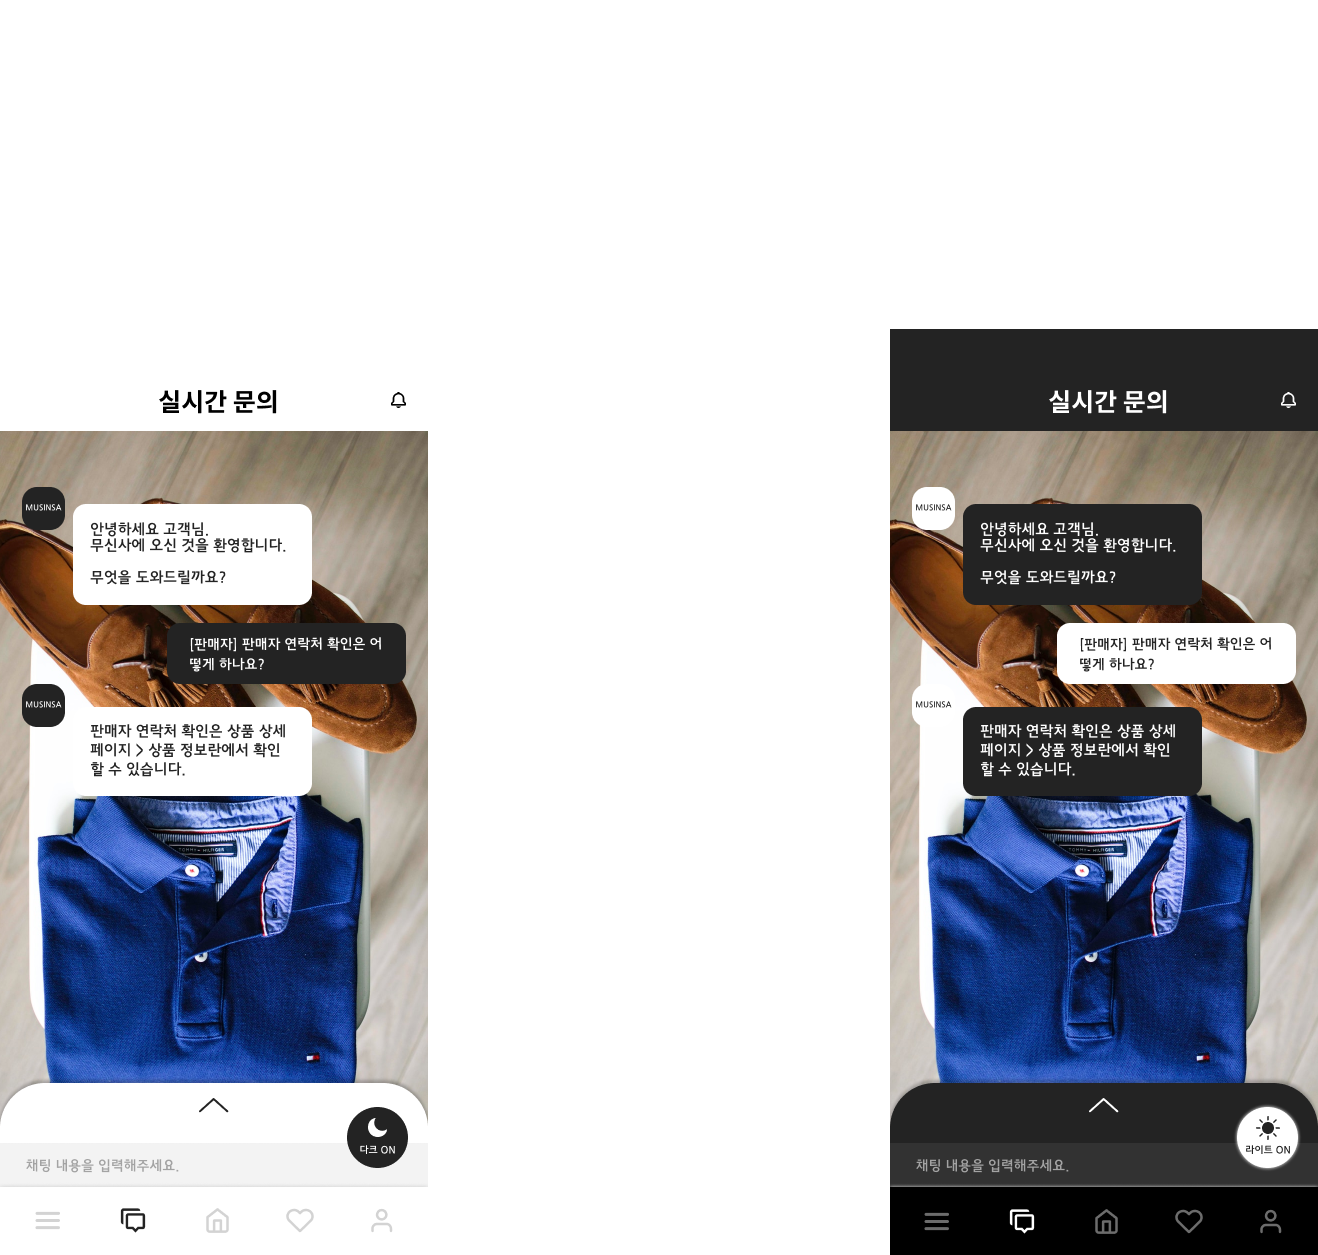 실시간 문의
MUSINSA
안녕하세요 고객님.
무신사에 오신 것을 환영합니다.
무엇을 도와드릴까요?
[판매자] 판매자 연락처 확인은 어
떻게 하나요?
MUSINSA
판매자 연락처 확인은 상품 상세
페이지 > 상품 정보란에서 확인
할 수 있습니다.
TOMMY HILFIGER
다크 ON
채팅 내용을 입력해주세요.
실시간 문의
MUSINSA
안녕하세요 고객님.
무신사에 오신 것을 환영합니다.
무엇을 도와드릴까요?
[판매자] 판매자 연락처 확인은 어
떻게 하나요?
MUSINSA
판매자 연락처 확인은 상품 상세
페이지 > 상품 정보란에서 확인
할 수 있습니다.
TOMMY HILFIGER
라이트 ON
채팅 내용을 입력해주세요.